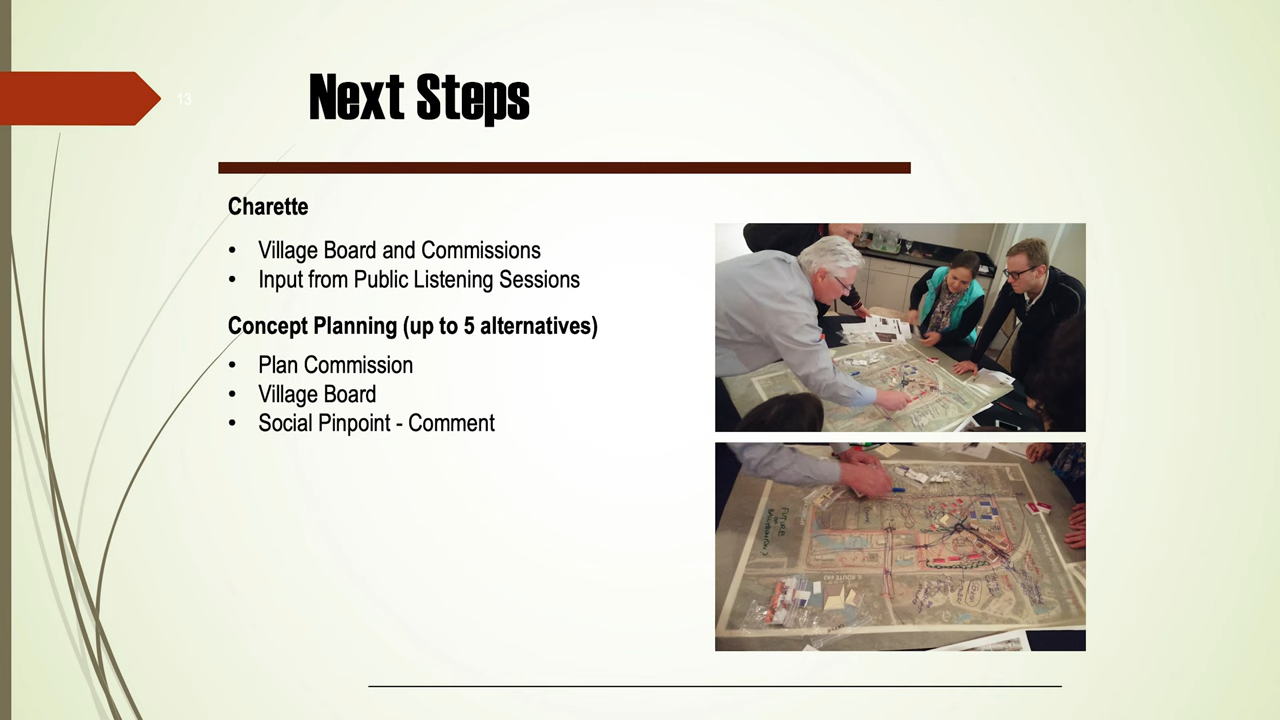 13
Next Steps
Charette
• Village Board and Commissions
• Input from Public Listening Sessions
Concept Planning (up to 5 alternatives)
• Plan Commission
• Village Board
• Social Pinpoint - Comment
FUTURE